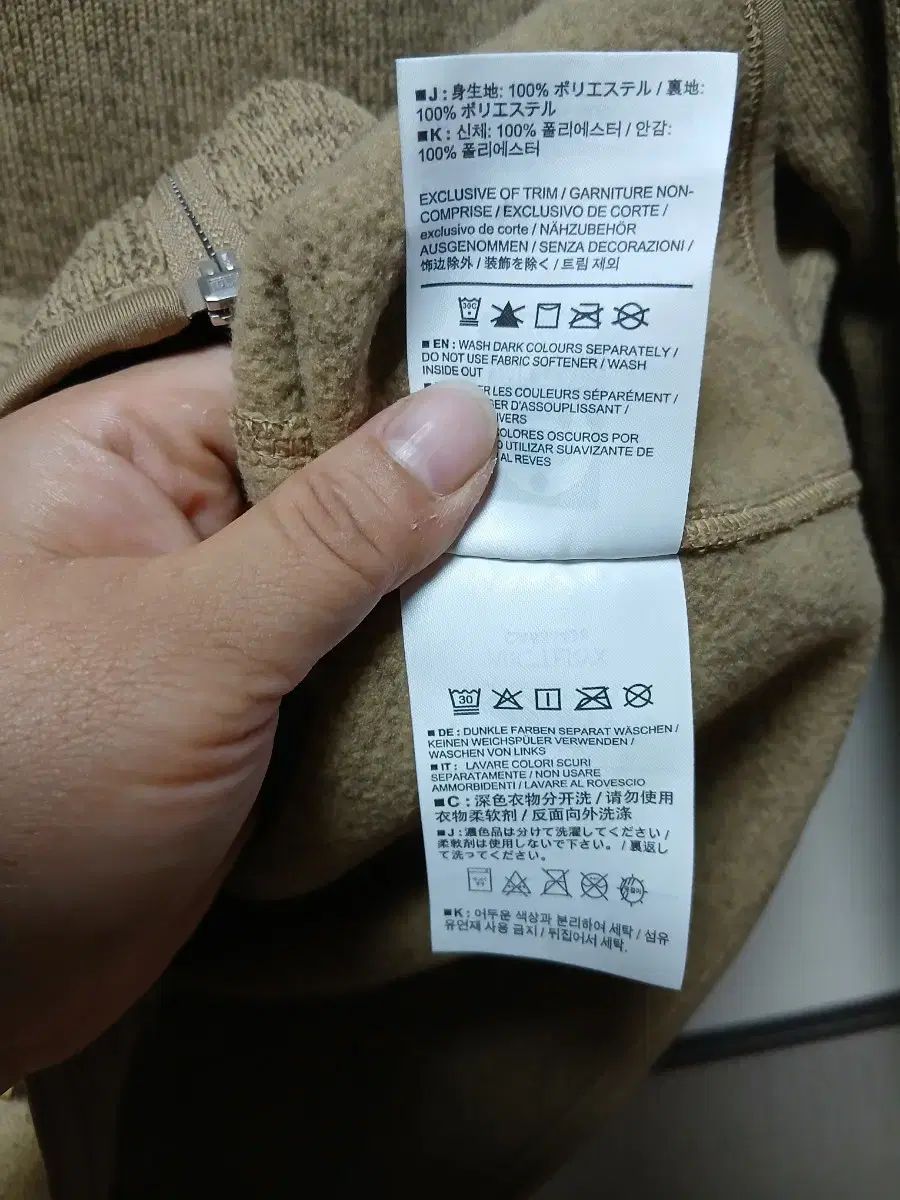 ■J : 身生地: 100% ポリエステル / 裏地:
100% ポリエステル
■K : 신체: 100% 폴리에스터 / 안감:
100% 폴리에스터
EXCLUSIVE OF TRIM / GARNITURE NON-
COMPRISE / EXCLUSIVO DE CORTE /
exclusivo de corte / NÄHZUBEHÖR
AUSGENOMMEN / SENZA DECORAZIONI /
饰边除外 / 装飾を除く / 트림 제외
30C
■ EN : WASH DARK COLOURS SEPARATELY /
DO NOT USE FABRIC SOFTENER / WASH
INSIDE OUT
ER LES COULEURS SÉPARÉMENT /
SER D'ASSOUPLISSANT /
VERS
COLORES OSCUROS POR
O UTILIZAR SUAVIZANTE DE
AL REVES
30
■ DE : DUNKLE FARBEN SEPARAT WÄSCHEN /
KEINEN WEICHSPÜLER VERWENDEN /
WASCHEN VON LINKS
■ IT : LAVARE COLORI SCURI
SEPARATAMENTE / NON USARE
AMMORBIDENTI / LAVARE AL ROVESCIO
■C : 深色衣物分开洗 / 请勿使用
衣物柔软剂 / 反面向外洗涤
■J : 濃色品は分けて洗濯してください /
柔軟剤は使用しないで下さい。 / 裏返し
て洗ってください。
■K : 어두운 색상과 분리하여 세탁 / 섬유
유연재 사용 금지 / 뒤집어서 세탁.